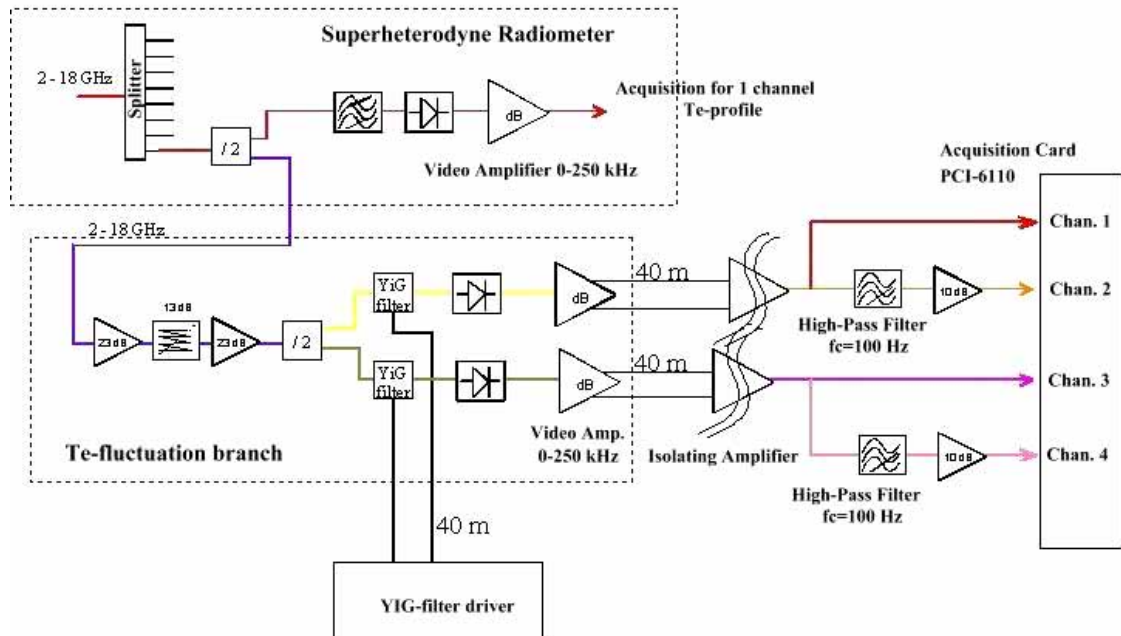 Superheterodyne Radiometer
2 - 18 GHz
Splitter
/ 2
dB
Acquisition for 1 channel
Te-profile
Video Amplifier 0-250 kHz
Acquisition Card
PCI-6110
2 - 18 GHz
Chan. 1
YiG
filter
dB
40 m
13dB
10dB
Chan. 2
23dB
23dB
/ 2
High-Pass Filter
fc=100 Hz
YiG
filter
dB
40 m
Chan. 3
Te-fluctuation branch
Video Amp.
0-250 kHz
Isolating Amplifier
10dB
Chan. 4
High-Pass Filter
fc=100 Hz
40 m
YIG-filter driver